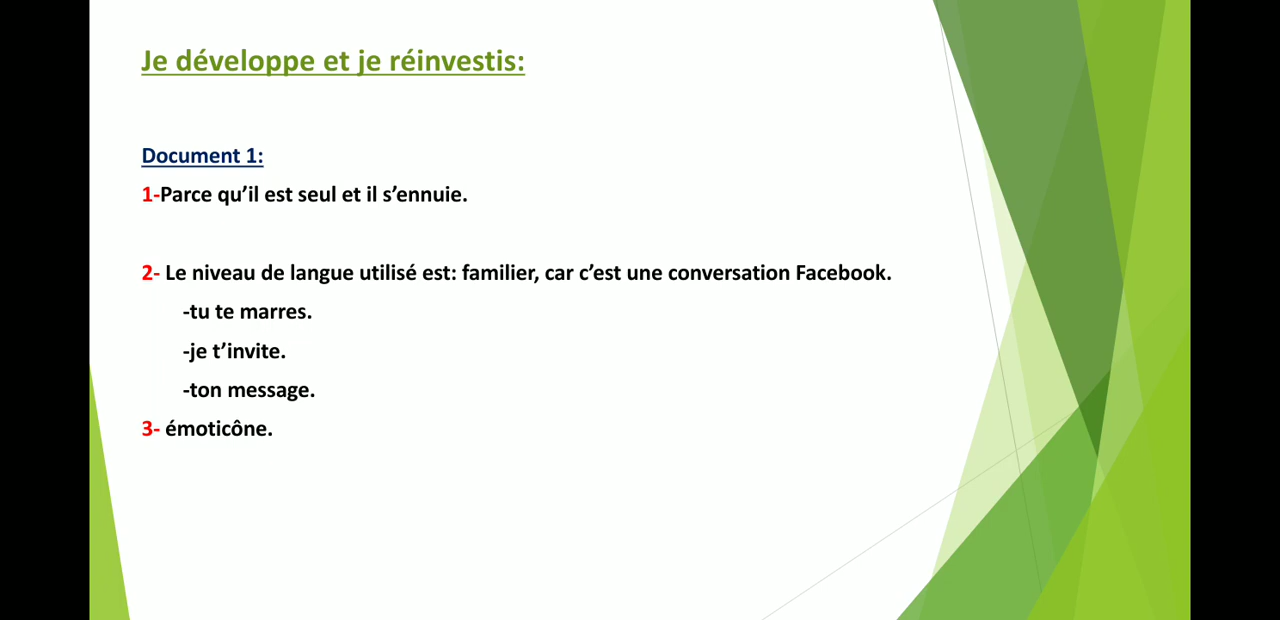 Je développe et je réinvestis:
Document 1:
1-Parce qu’il est seul et il s’ennuie.
2- Le niveau de langue utilisé est: familier, car c’est une conversation Facebook.
-tu te marres.
-je t’invite.
-ton message.
3- émoticône.